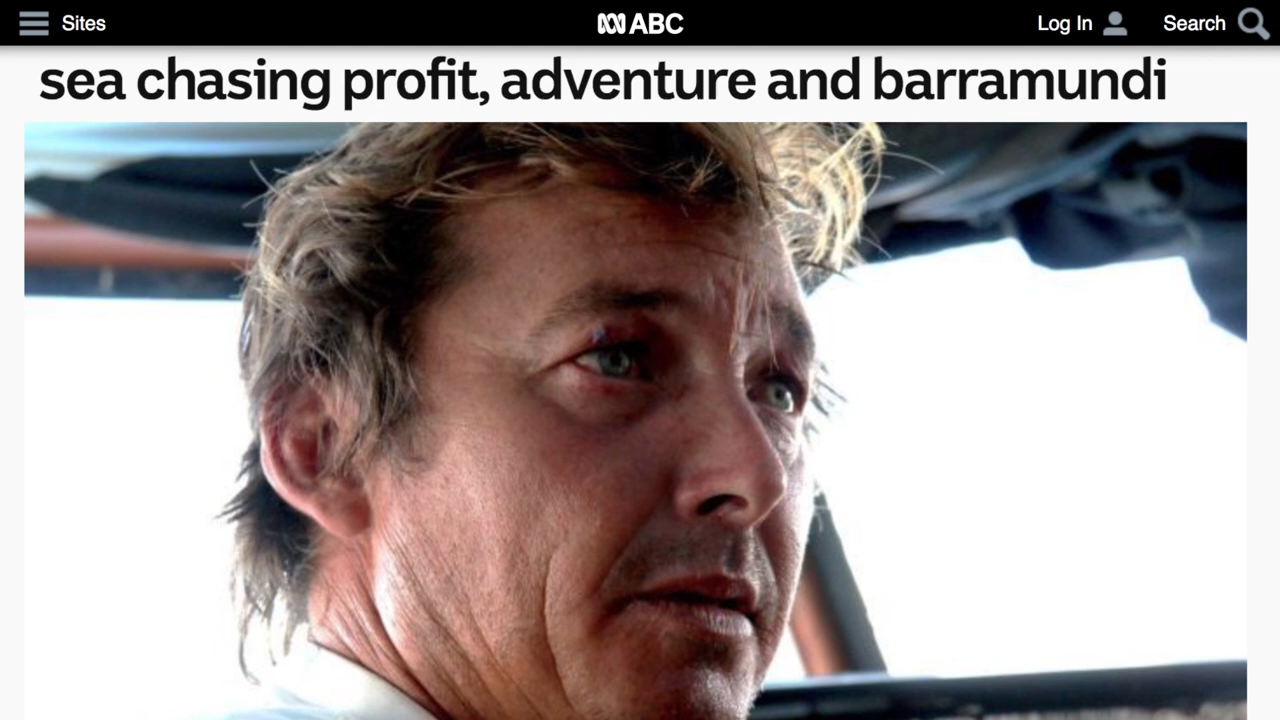 Sites
ABC
Log In
Search
sea chasing profit, adventure and barramundi